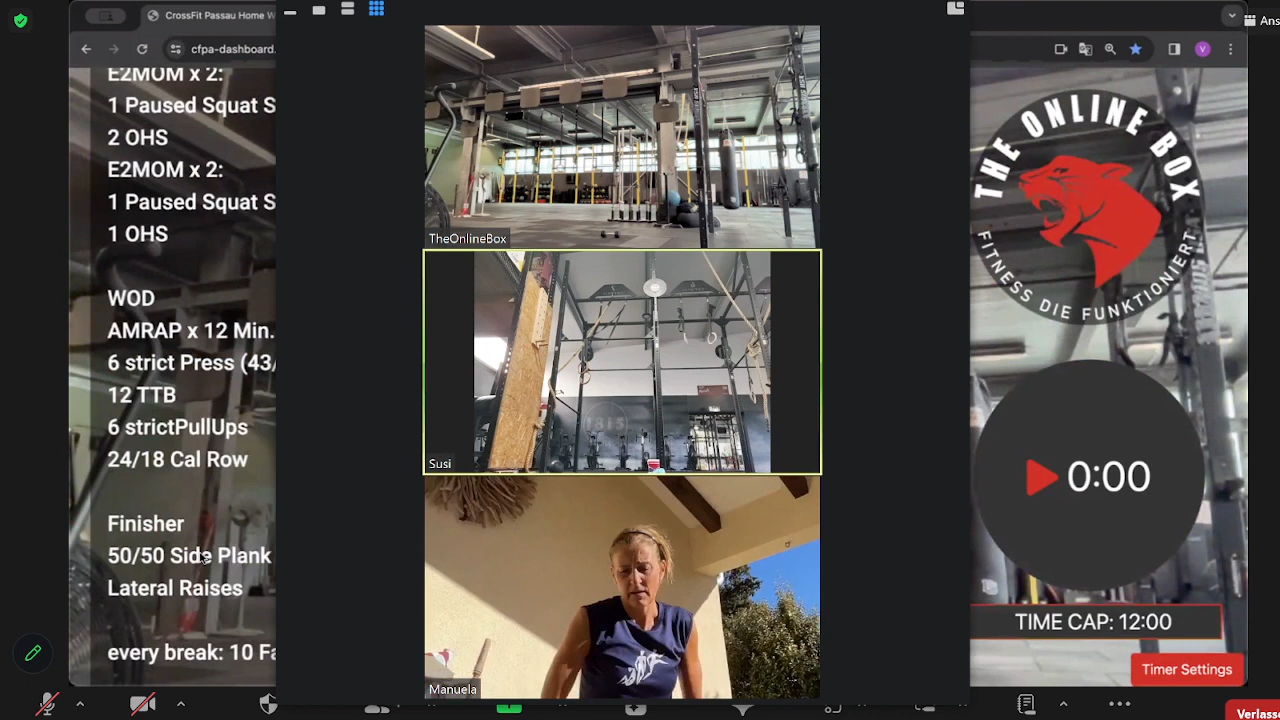 CrossFit Passau Home W
Ans
cfpa-dashboard.
V
E2MOM x 2:
1 Paused Squat S
2 OHS
E2MOM x 2:
1 Paused Squat S
1 OHS
WOD
AMRAP x 12 Min.
6 strict Press (43/
12 TTB
6 strictPullUps
24/18 Cal Row
Finisher
50/50 Side Plank
Lateral Raises
every break: 10 Fa
TheOnlineBox
1815
Susi
Manuela
THE ONLINE BOX
FITNESS DIE FUNKTIONIERT
0:00
TIME CAP: 12:00
Timer Settings
Verlasse